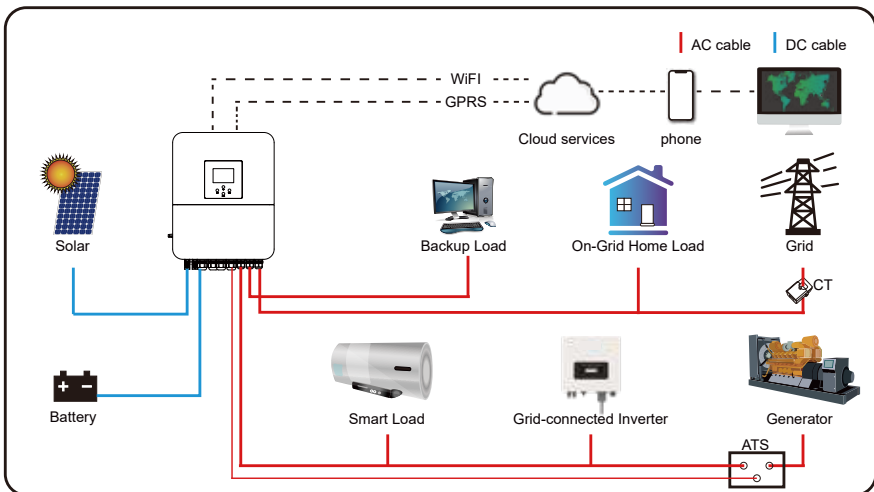 AC cable
DC cable
WiFI
GPRS
Cloud services
phone
Solar
Backup Load
On-Grid Home Load
Grid
CT
Battery
Smart Load
Grid-connected Inverter
Generator
ATS